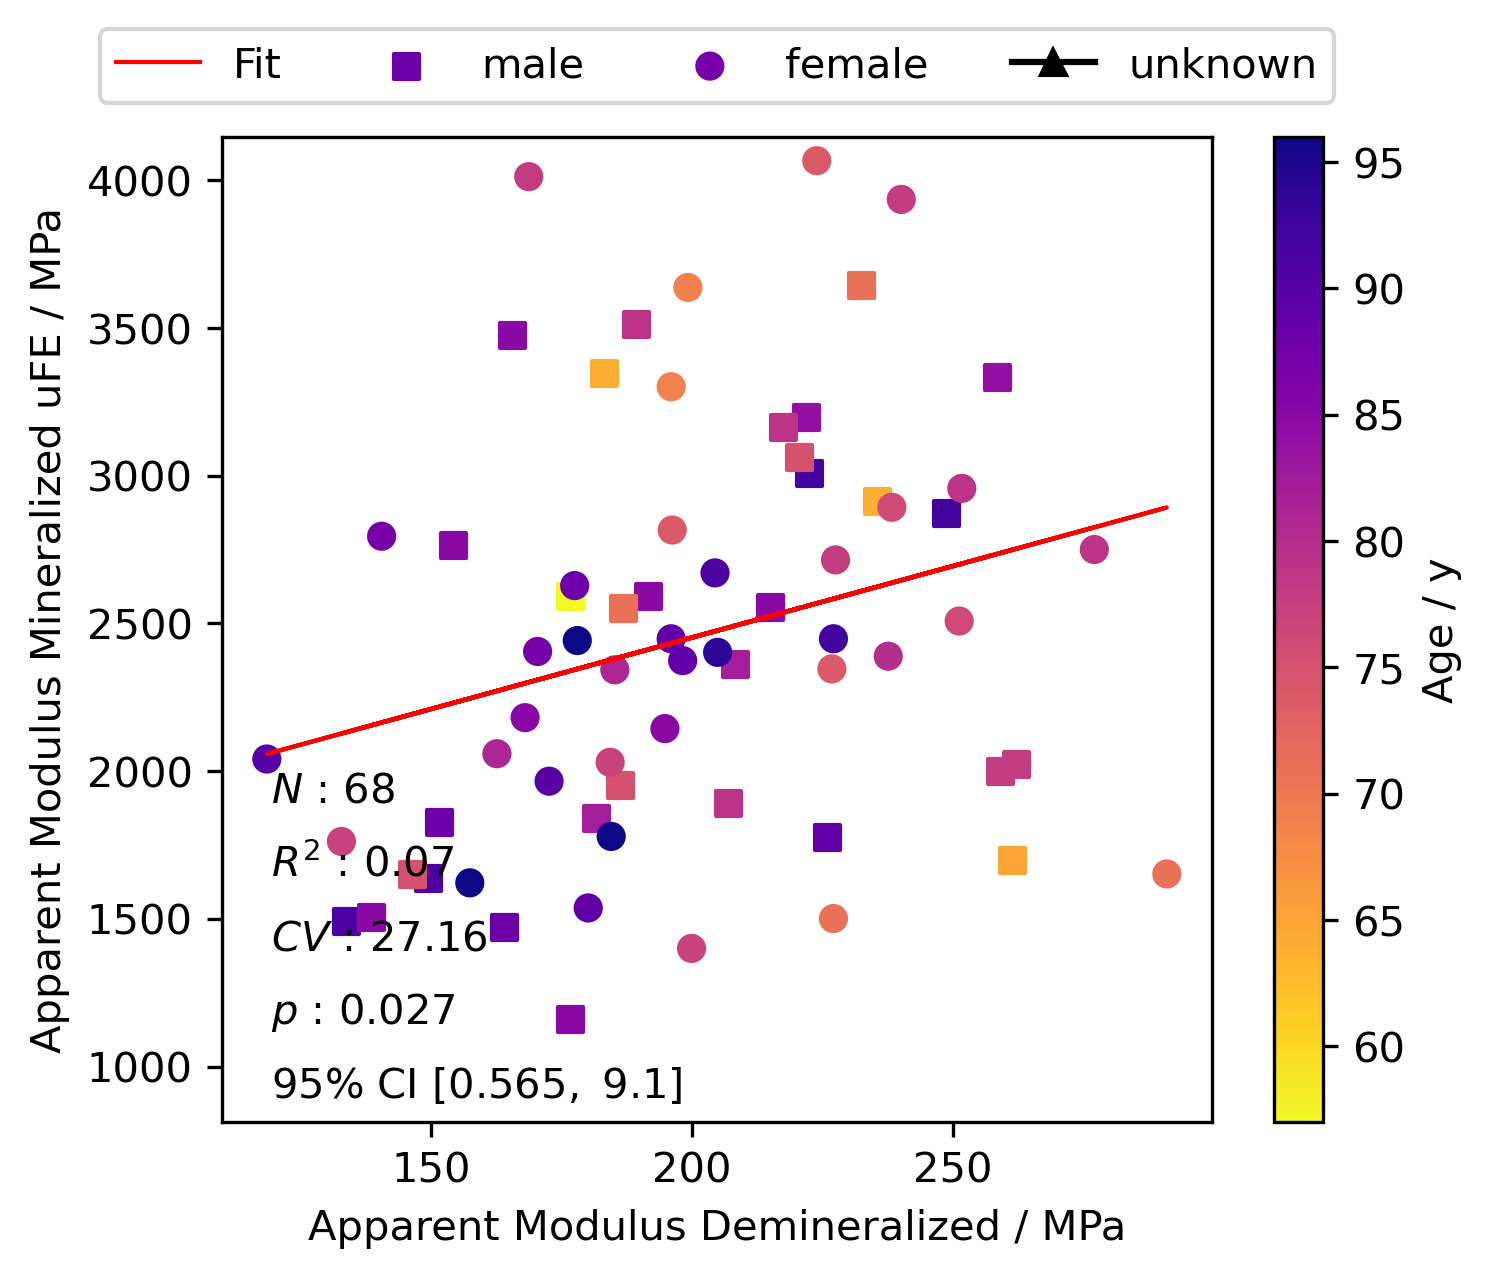 Fit male female unknown
4000
3500
3000
2500
2000
1500
1000
Apparent Modulus Mineralized uFE / MPa
N : 68
R² : 0.07
CV : 27.16
p : 0.027
95% CI [0.565, 9.1]
150 200 250
Apparent Modulus Demineralized / MPa
95
90
85
80
75
70
65
60
Age / y